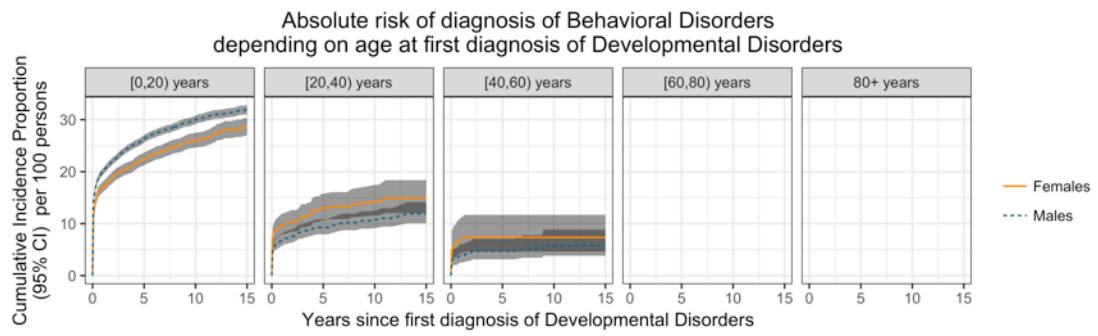 Absolute risk of diagnosis of Behavioral Disorders
depending on age at first diagnosis of Developmental Disorders
Cumulative Incidence Proportion
(95% CI) per 100 persons
[0,20) years
[20,40) years
[40,60) years
[60,80) years
80+ years
30
20
10
0
0 5 10 15
0 5 10 15
0 5 10 15
0 5 10 15
0 5 10 15
Years since first diagnosis of Developmental Disorders
Females
Males